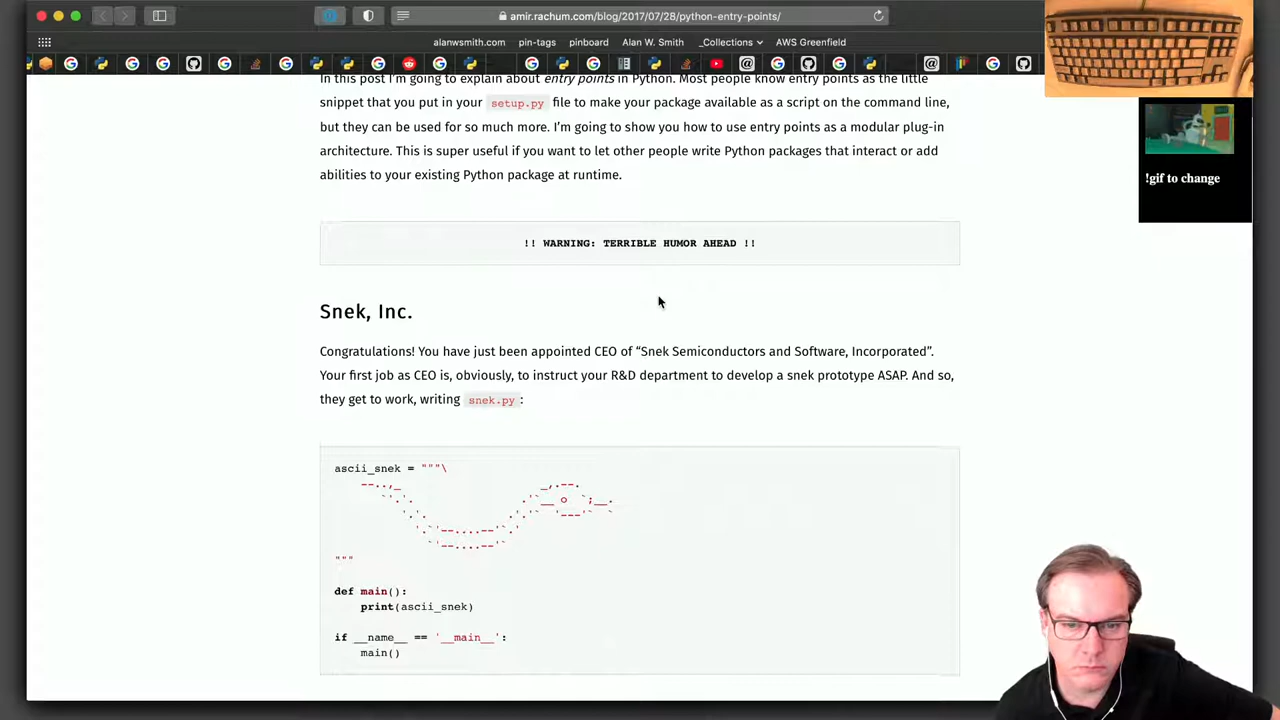 amir.rachum.com/blog/2017/07/28/python-entry-points/
alanwsmith.com pin-tags pinboard Alan W. Smith _Collections AWS Greenfield
In this post I'm going to explain about entry points in Python. Most people know entry points as the little
snippet that you put in your setup.py file to make your package available as a script on the command line,
but they can be used for so much more. I'm going to show you how to use entry points as a modular plug-in
architecture. This is super useful if you want to let other people write Python packages that interact or add
abilities to your existing Python package at runtime.
!gif to change
!! WARNING: TERRIBLE HUMOR AHEAD !!
Snek, Inc.
Congratulations! You have just been appointed CEO of “Snek Semiconductors and Software, Incorporated”.
Your first job as CEO is, obviously, to instruct your R&D department to develop a snek prototype ASAP. And so,
they get to work, writing snek.py :
ascii_snek = """\
    --..,_                     _,.--.
       `'.'.                .'`__ o  `;__.
          '.'.            .'.'`  '---'`  `
            '.`'--....--'`.'
              `'--....--'`
"""
def main():
    print(ascii_snek)
if __name__ == '__main__':
    main()